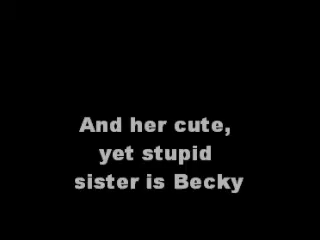 And her cute,
yet stupid
sister is Becky